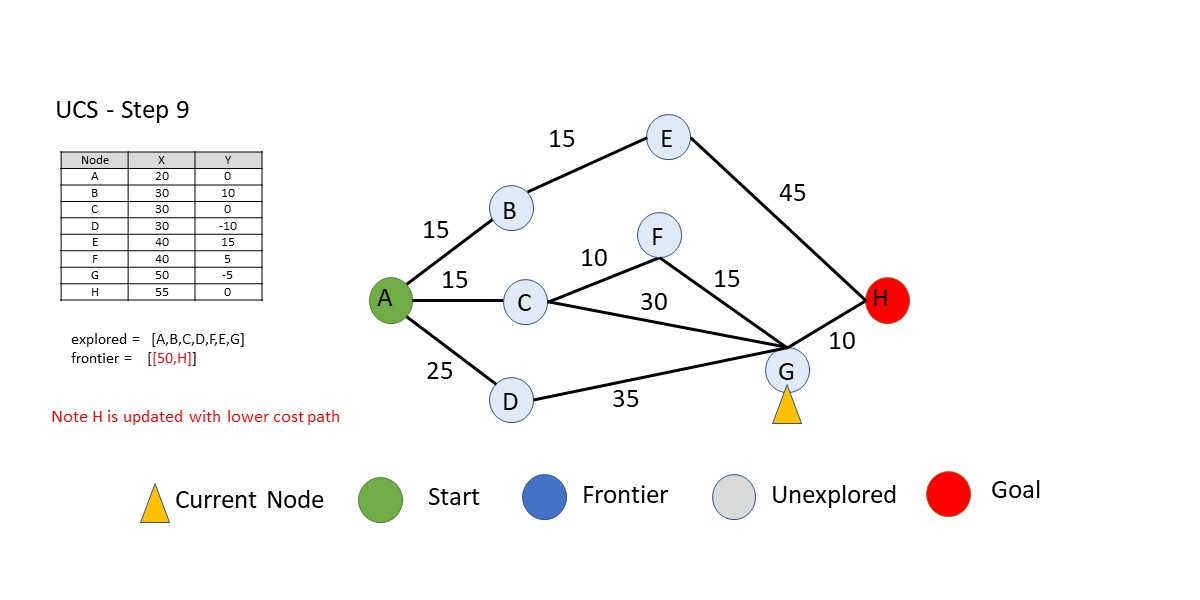 UCS - Step 9
Node X Y
A 20 0
B 30 10
C 30 0
D 30 -10
E 40 15
F 40 5
G 50 -5
H 55 0
explored = [A,B,C,D,F,E,G]
frontier = [[50,H]]
Note H is updated with lower cost path
15
E
45
B
15
F
10
15
15
A
C
30
H
10
G
25
D
35
Current Node
Start
Frontier
Unexplored
Goal